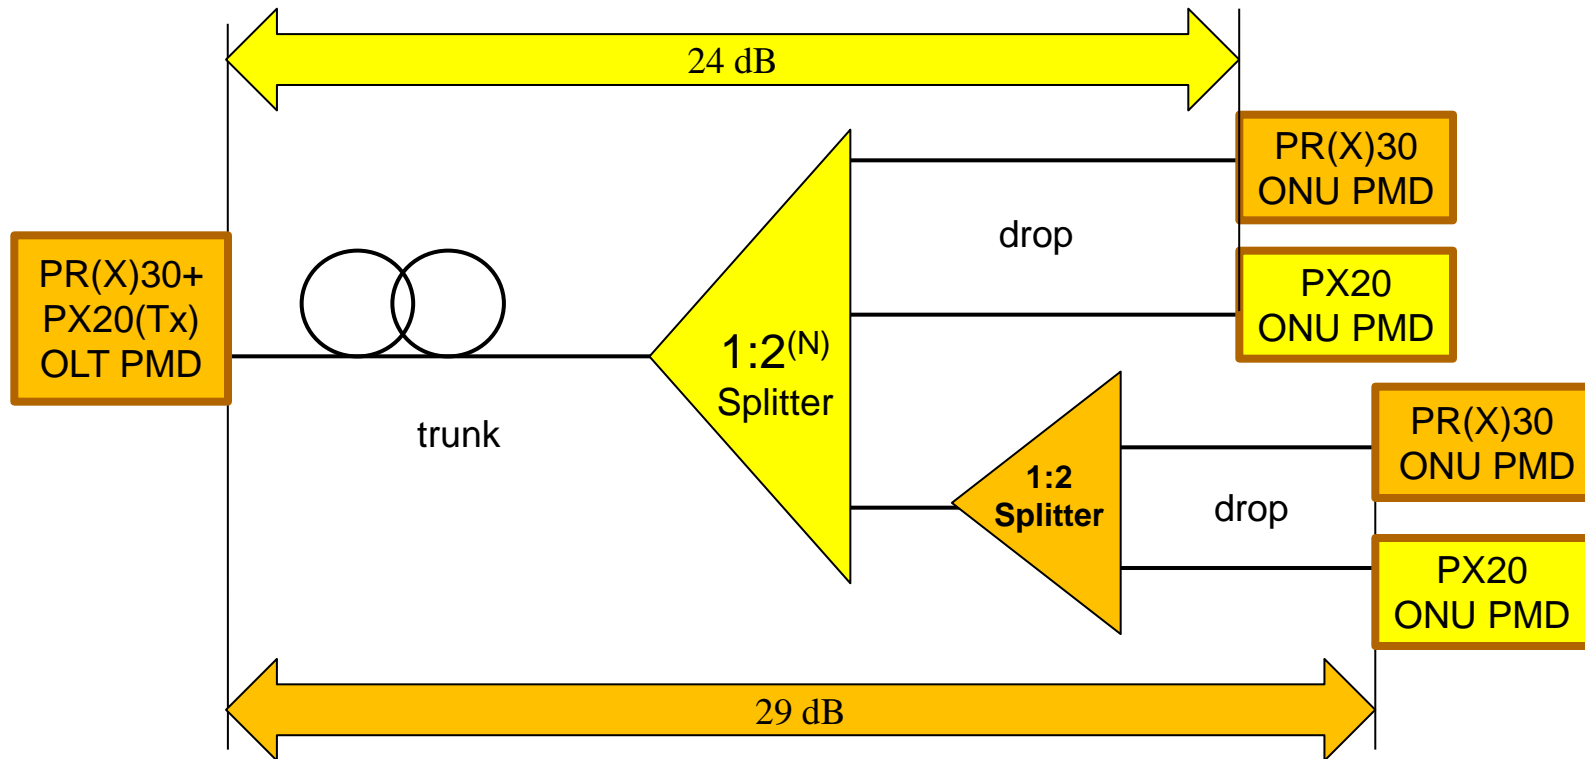 24 dB
PR(X)30
ONU PMD
drop
PX20
ONU PMD
PR(X)30+
PX20(Tx)
OLT PMD
1:2(N)
Splitter
trunk
PR(X)30
ONU PMD
1:2
Splitter
drop
PX20
ONU PMD
29 dB